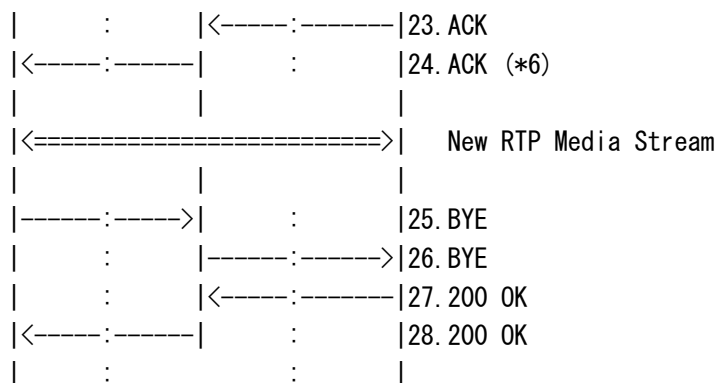 |      :      |<-----:-------|23.ACK
|<-----:------|      :       |24.ACK (*6)
|             |              |
|<==========================>|   New RTP Media Stream
|             |              |
|------:----->|      :       |25.BYE
|      :      |------:------>|26.BYE
|      :      |<-----:-------|27.200 OK
|<-----:------|      :       |28.200 OK
|      :             :       |